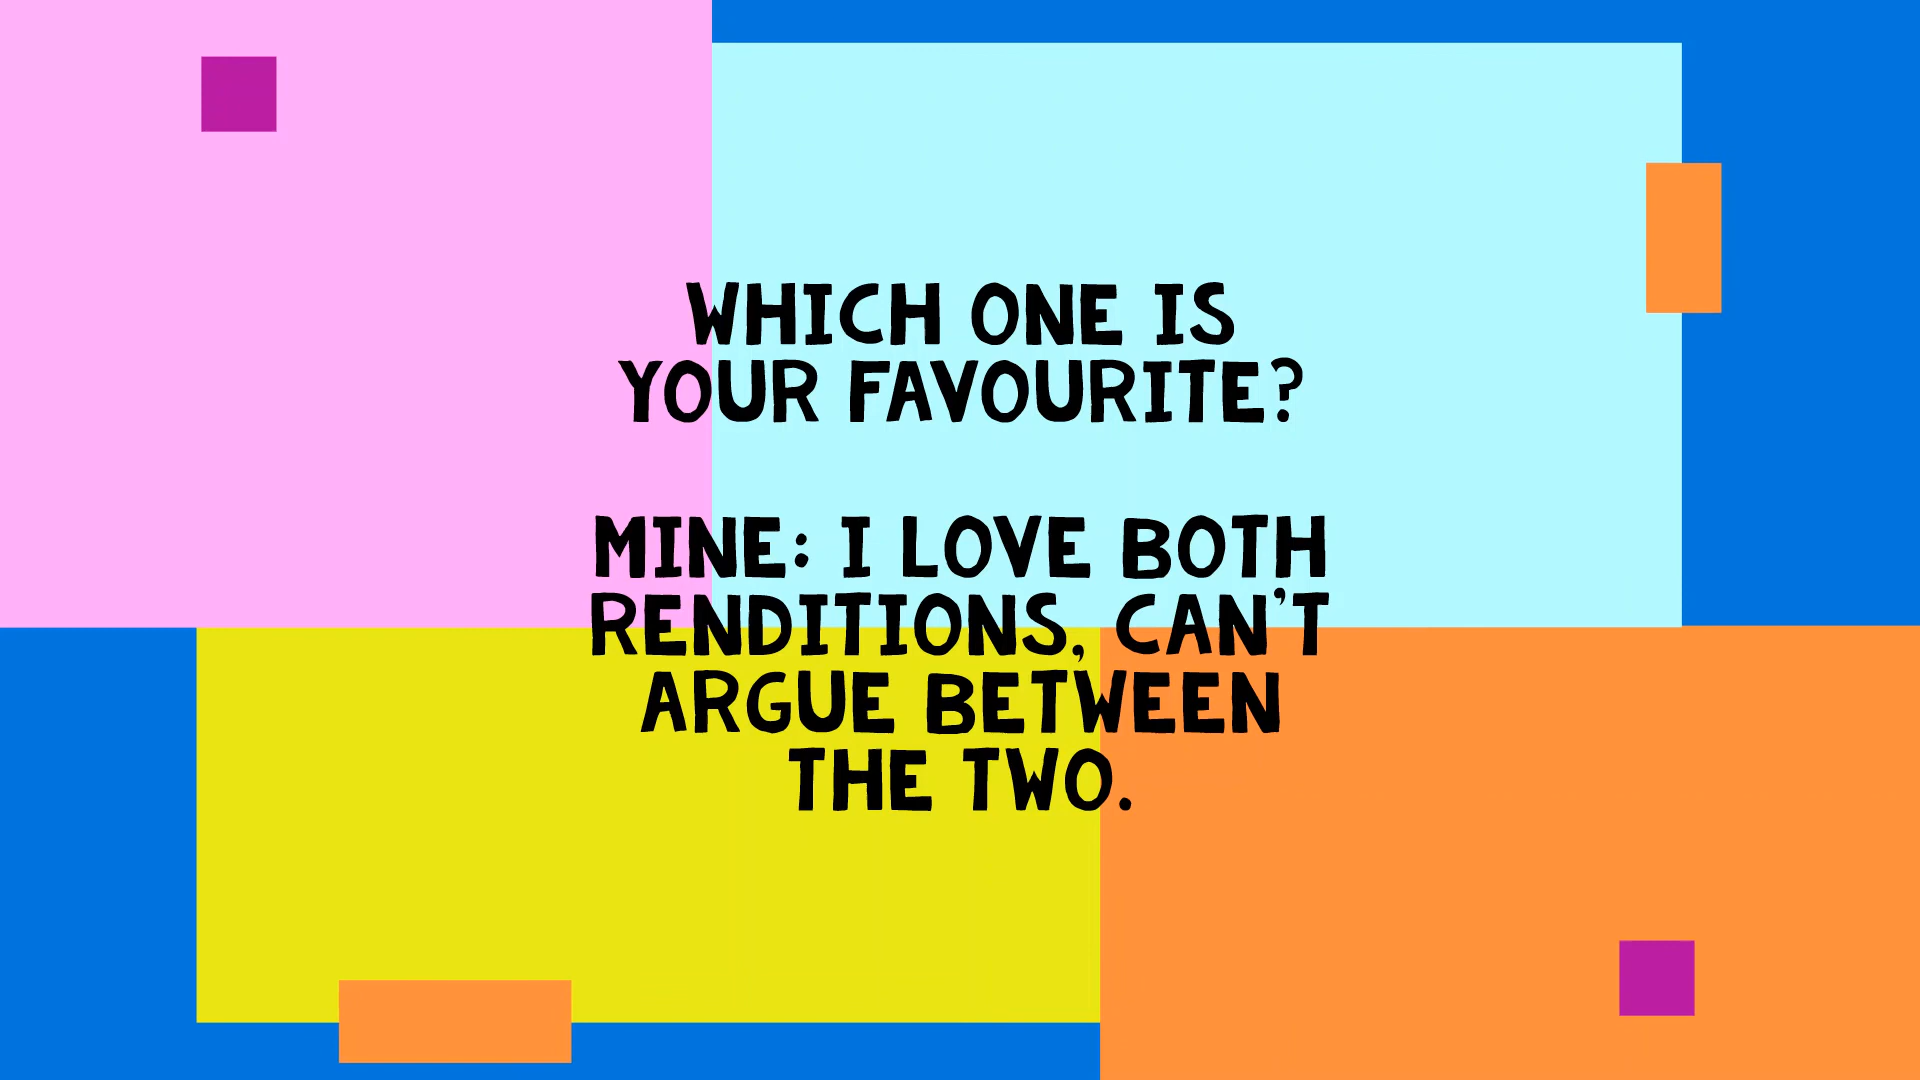 WHICH ONE IS
YOUR FAVOURITE?
MINE: I LOVE BOTH
RENDITIONS, CAN'T
ARGUE BETWEEN
THE TWO.